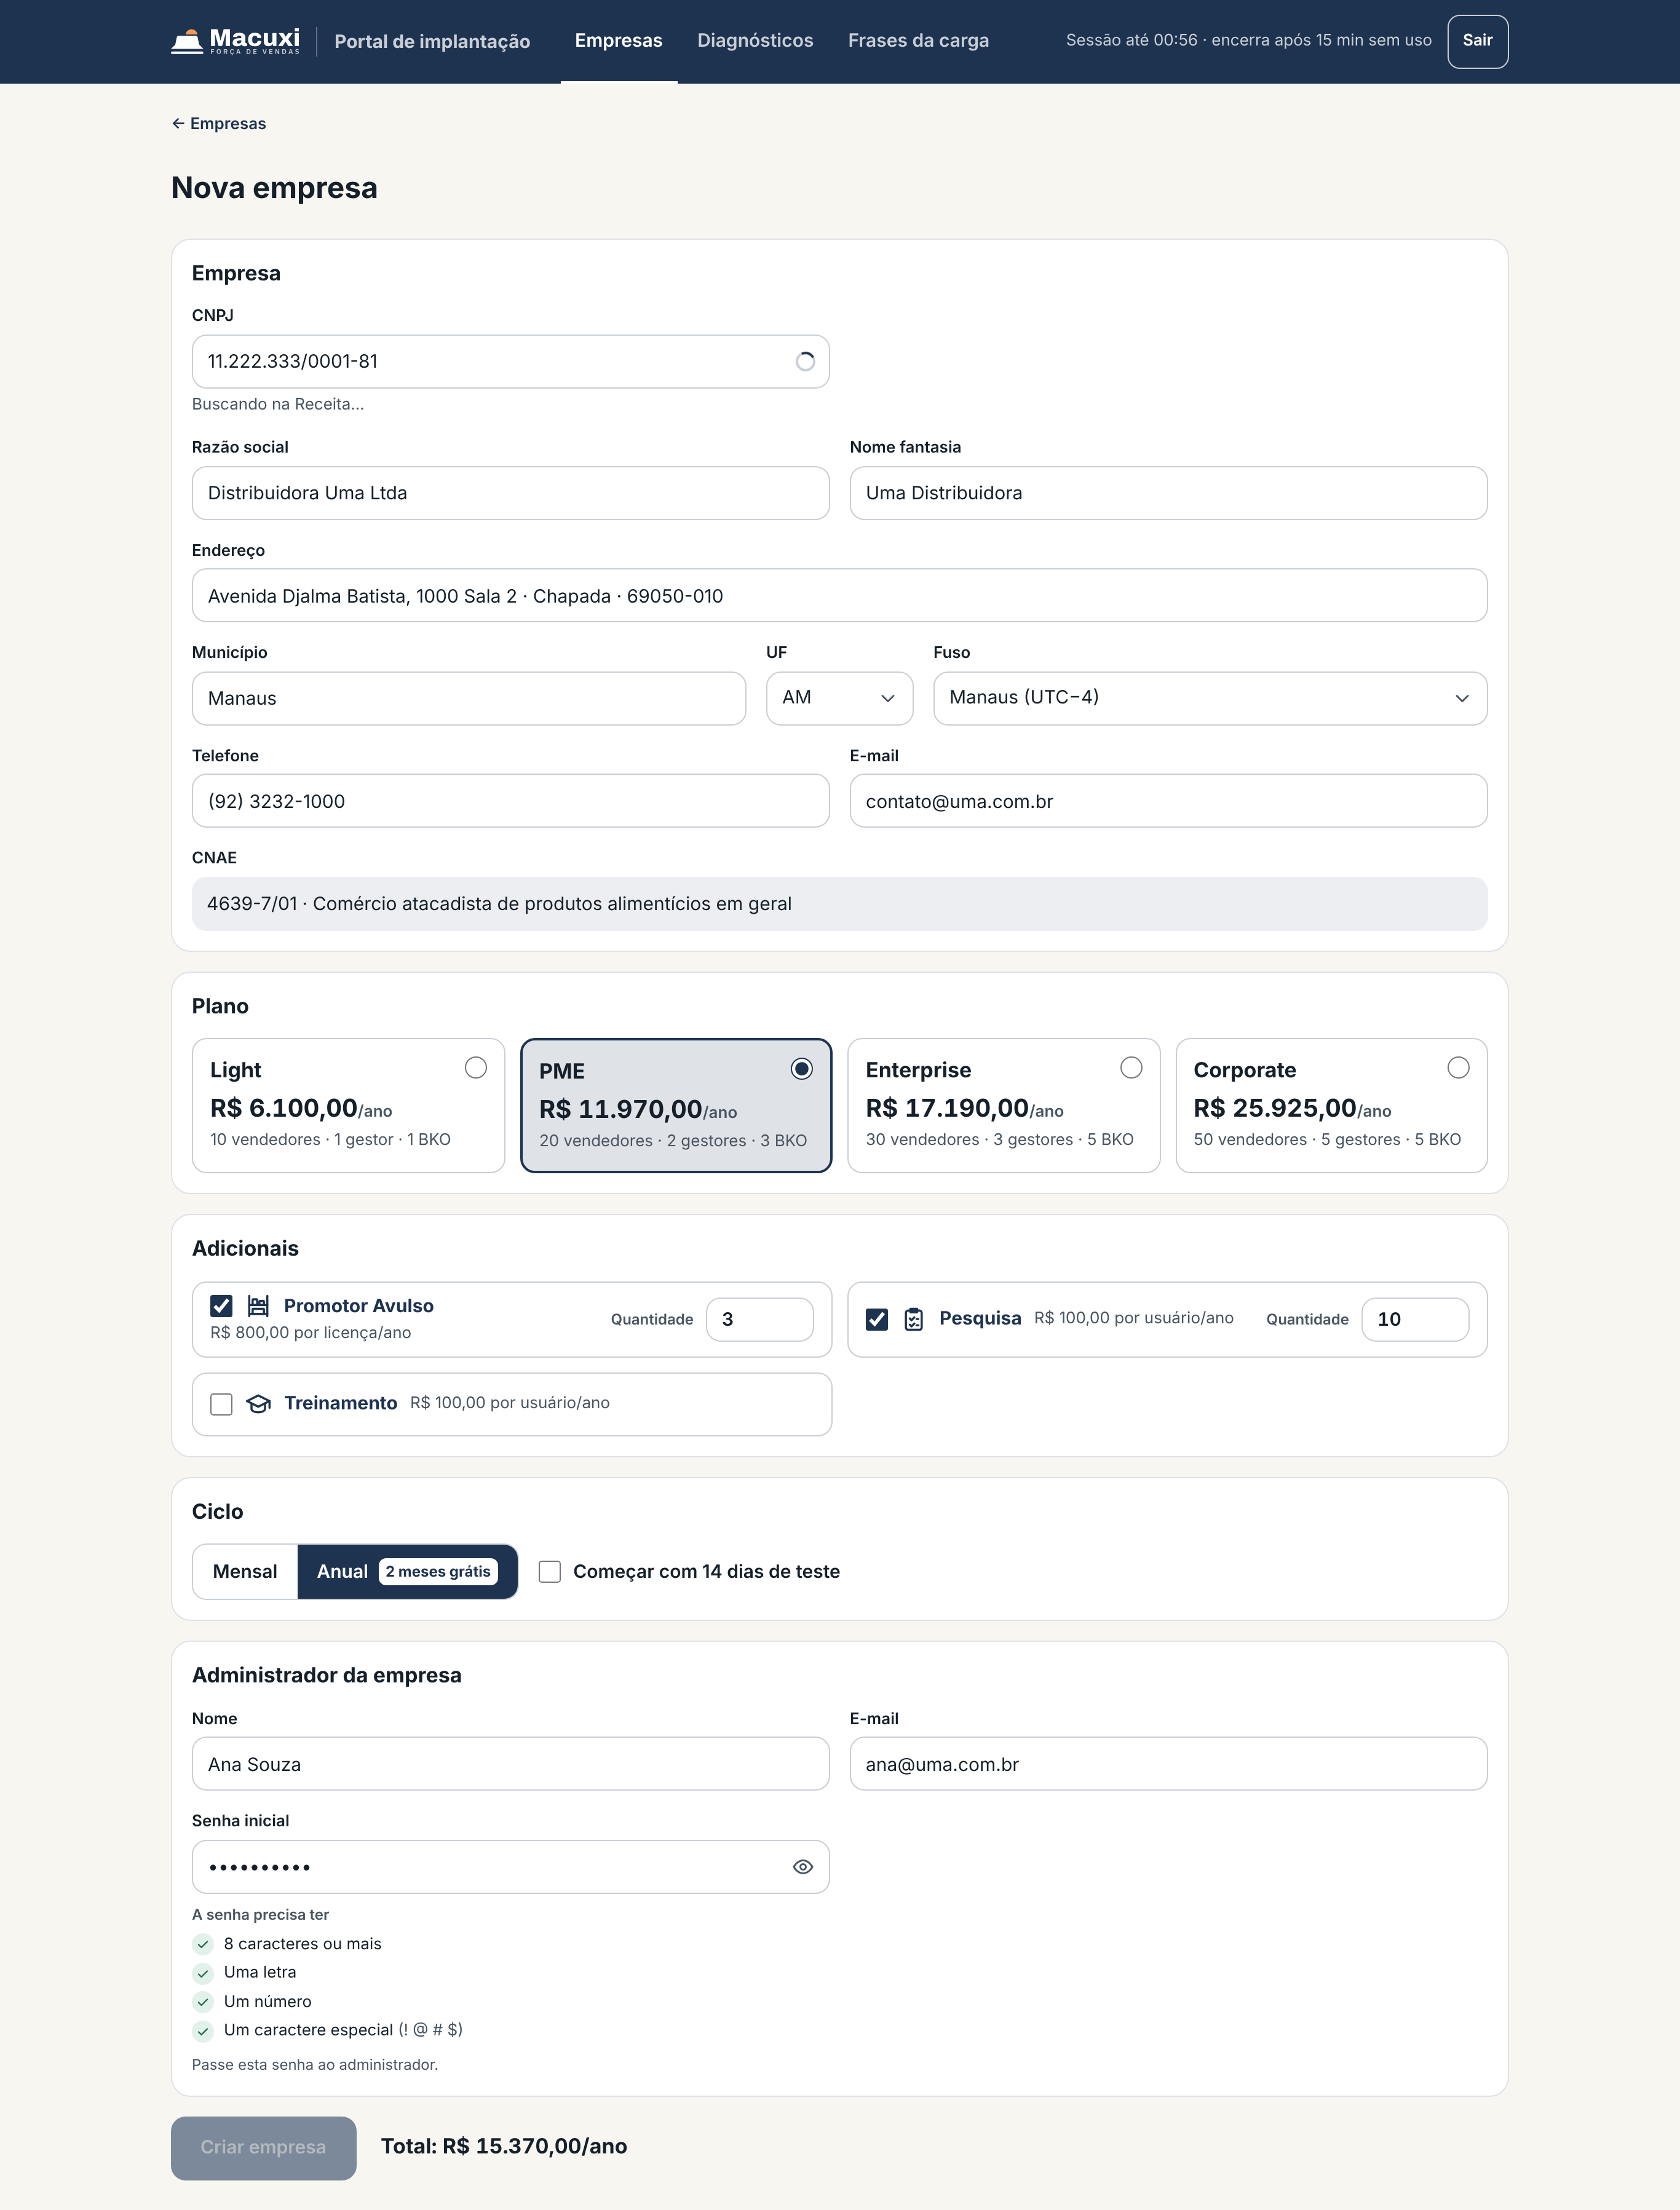 Macuxi
FORÇA DE VENDAS
Portal de implantação
Empresas
Diagnósticos
Frases da carga
Sessão até 00:56 · encerra após 15 min sem uso
Sair
← Empresas
Nova empresa
Empresa
CNPJ
11.222.333/0001-81
Buscando na Receita...
Razão social
Nome fantasia
Distribuidora Uma Ltda
Uma Distribuidora
Endereço
Avenida Djalma Batista, 1000 Sala 2 · Chapada · 69050-010
Município
UF
Fuso
Manaus
AM
Manaus (UTC−4)
Telefone
E-mail
(92) 3232-1000
contato@uma.com.br
CNAE
4639-7/01 · Comércio atacadista de produtos alimentícios em geral
Plano
Light
R$ 6.100,00/ano
10 vendedores · 1 gestor · 1 BKO
PME
R$ 11.970,00/ano
20 vendedores · 2 gestores · 3 BKO
Enterprise
R$ 17.190,00/ano
30 vendedores · 3 gestores · 5 BKO
Corporate
R$ 25.925,00/ano
50 vendedores · 5 gestores · 5 BKO
Adicionais
Promotor Avulso
R$ 800,00 por licença/ano
Quantidade
3
Pesquisa R$ 100,00 por usuário/ano
Quantidade
10
Treinamento R$ 100,00 por usuário/ano
Ciclo
Mensal
Anual 2 meses grátis
Começar com 14 dias de teste
Administrador da empresa
Nome
E-mail
Ana Souza
ana@uma.com.br
Senha inicial
••••••••••
A senha precisa ter
8 caracteres ou mais
Uma letra
Um número
Um caractere especial (! @ # $)
Passe esta senha ao administrador.
Criar empresa
Total: R$ 15.370,00/ano